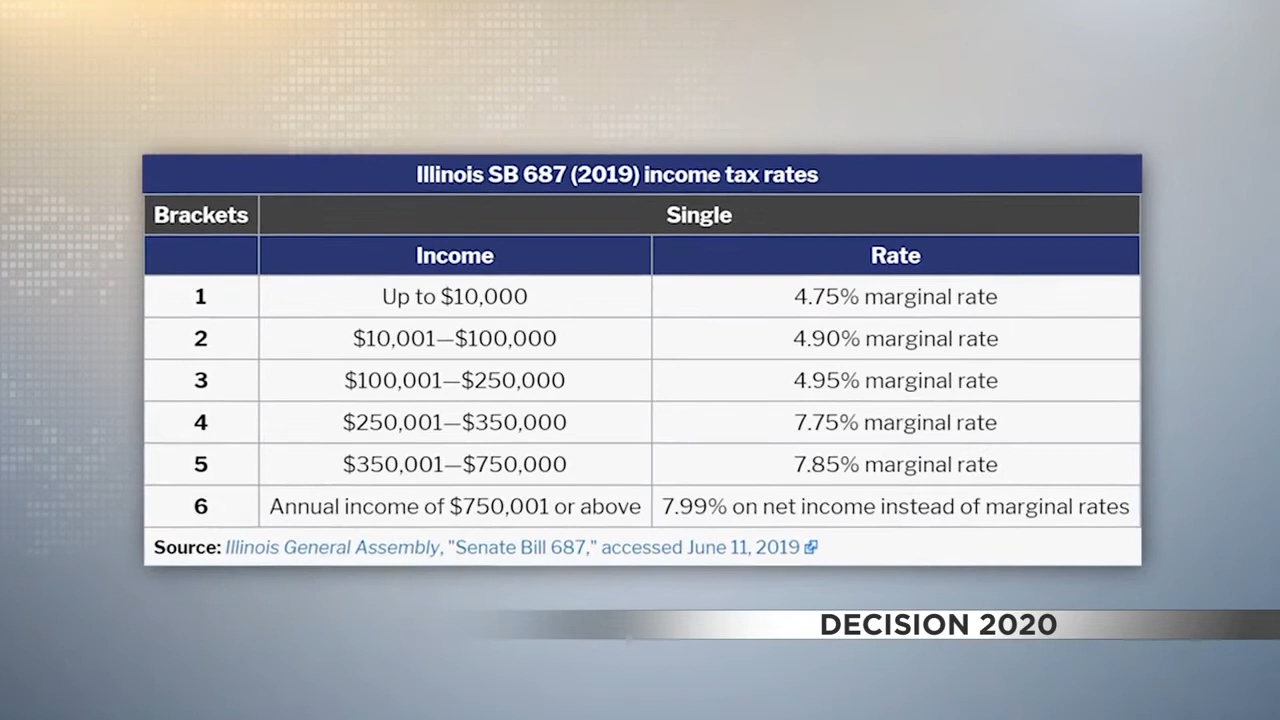 Illinois SB 687 (2019) income tax rates
Brackets Single
Income Rate
1 Up to $10,000 4.75% marginal rate
2 $10,001—$100,000 4.90% marginal rate
3 $100,001—$250,000 4.95% marginal rate
4 $250,001—$350,000 7.75% marginal rate
5 $350,001—$750,000 7.85% marginal rate
6 Annual income of $750,001 or above 7.99% on net income instead of marginal rates
Source: Illinois General Assembly, "Senate Bill 687," accessed June 11, 2019
DECISION 2020